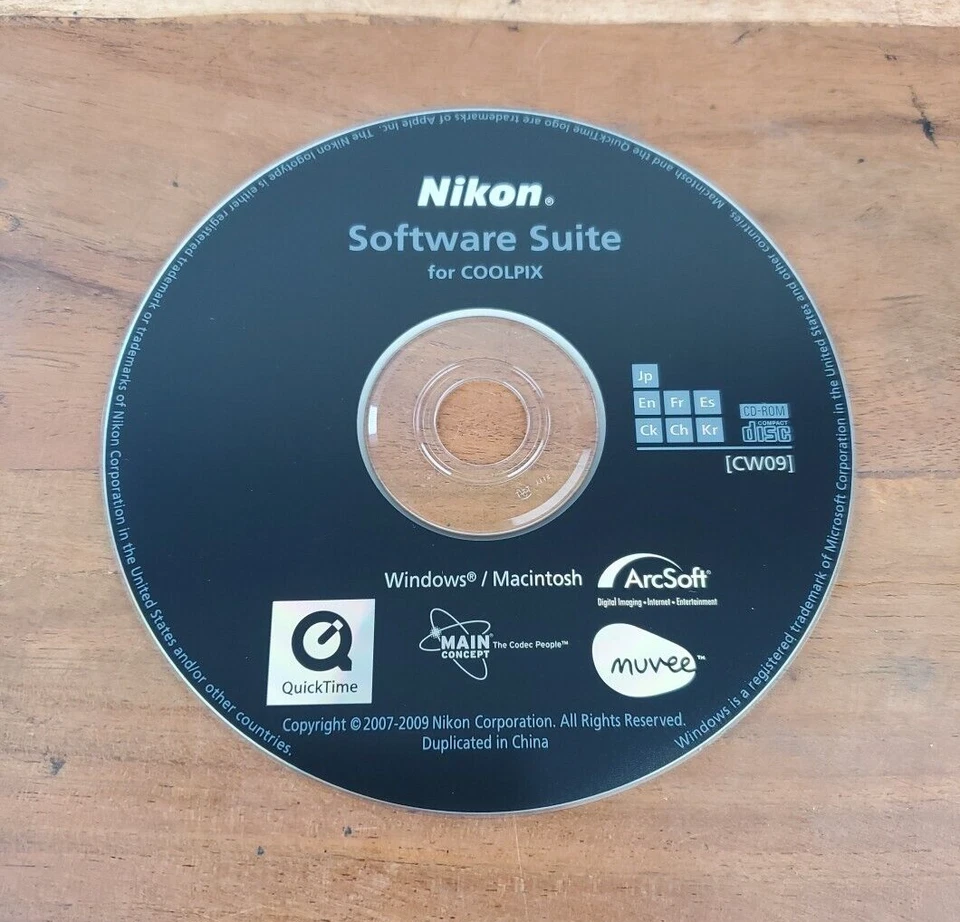 Nikon®
Software Suite
for COOLPIX
Jp
En Fr Es
Ck Ch Kr
CD-ROM
COMPACT
disc
[CW09]
Windows® / Macintosh
ArcSoft®
Digital Imaging • Internet • Entertainment
QuickTime
MAIN®
CONCEPT
The Codec People™
muvee™
Copyright © 2007-2009 Nikon Corporation. All Rights Reserved.
Duplicated in China
Macintosh and the QuickTime logo are trademarks of Apple Inc. The Nikon logotype is either registered trademark or trademarks of Nikon Corporation in the United States and/or other countries.
Windows is a registered trademark of Microsoft Corporation in the United States and other countries.